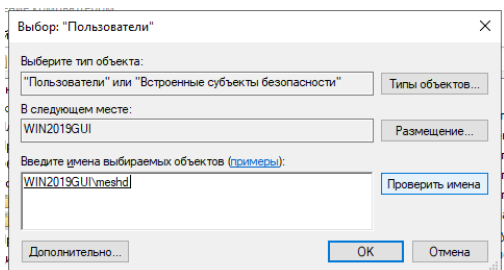 Выбор: "Пользователи"
Выберите тип объекта:
"Пользователи" или "Встроенные субъекты безопасности"
Типы объектов...
В следующем месте:
WIN2019GUI
Размещение...
Введите имена выбираемых объектов (примеры):
WIN2019GUI\meshd
Проверить имена
Дополнительно...
OK
Отмена